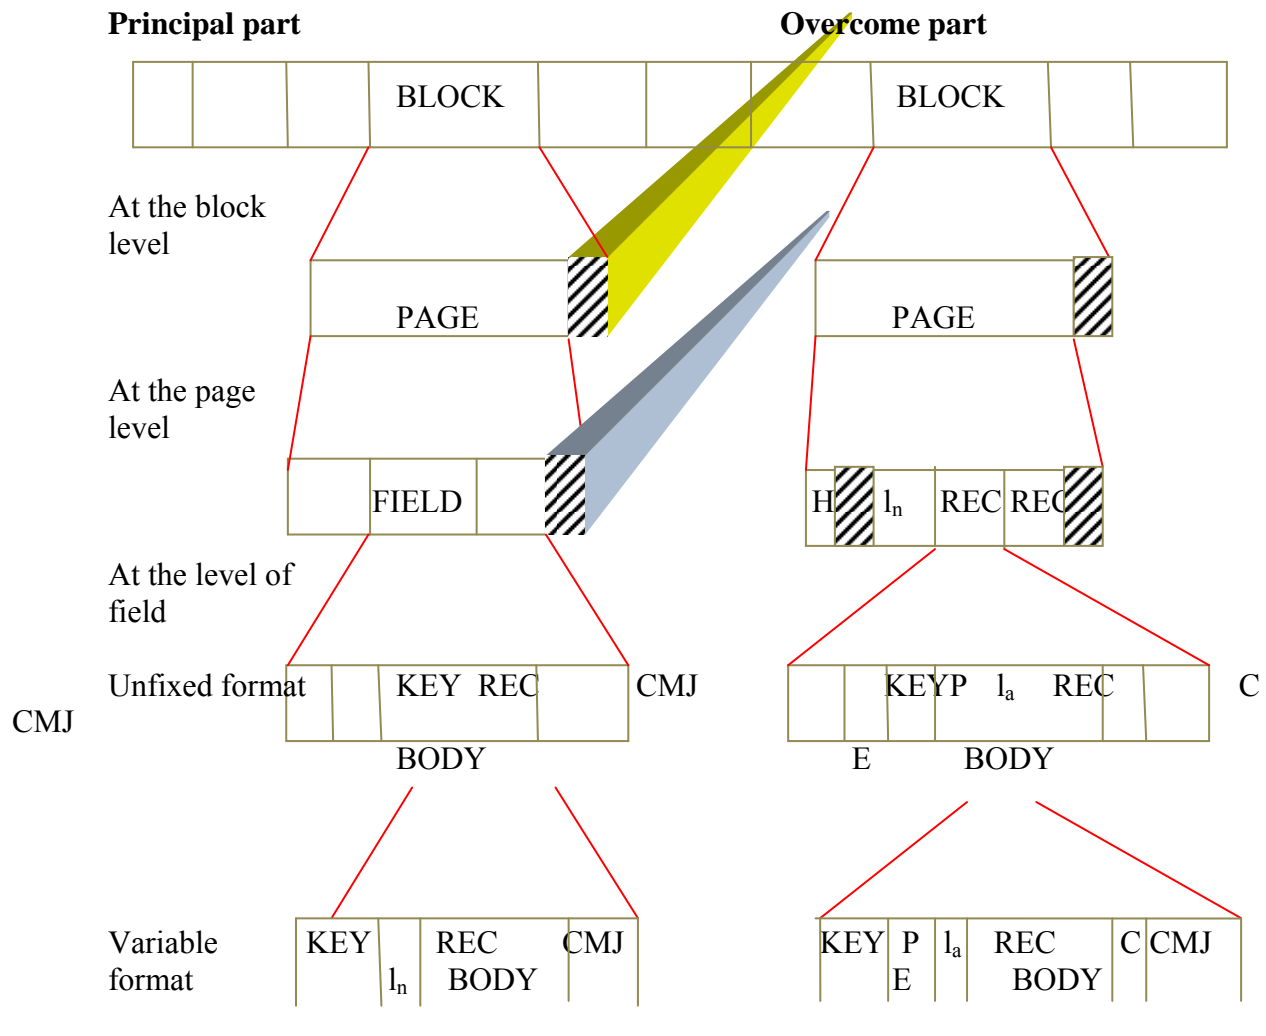 Principal part
Overcome part
BLOCK
BLOCK
At the block
level
PAGE
PAGE
At the page
level
FIELD
H lₙ REC REC
At the level of
field
Unfixed format KEY REC CMJ KEYP lₐ REC C
CMJ
BODY E BODY
Variable KEY REC CMJ KEY P lₐ REC C CMJ
format lₙ BODY E BODY